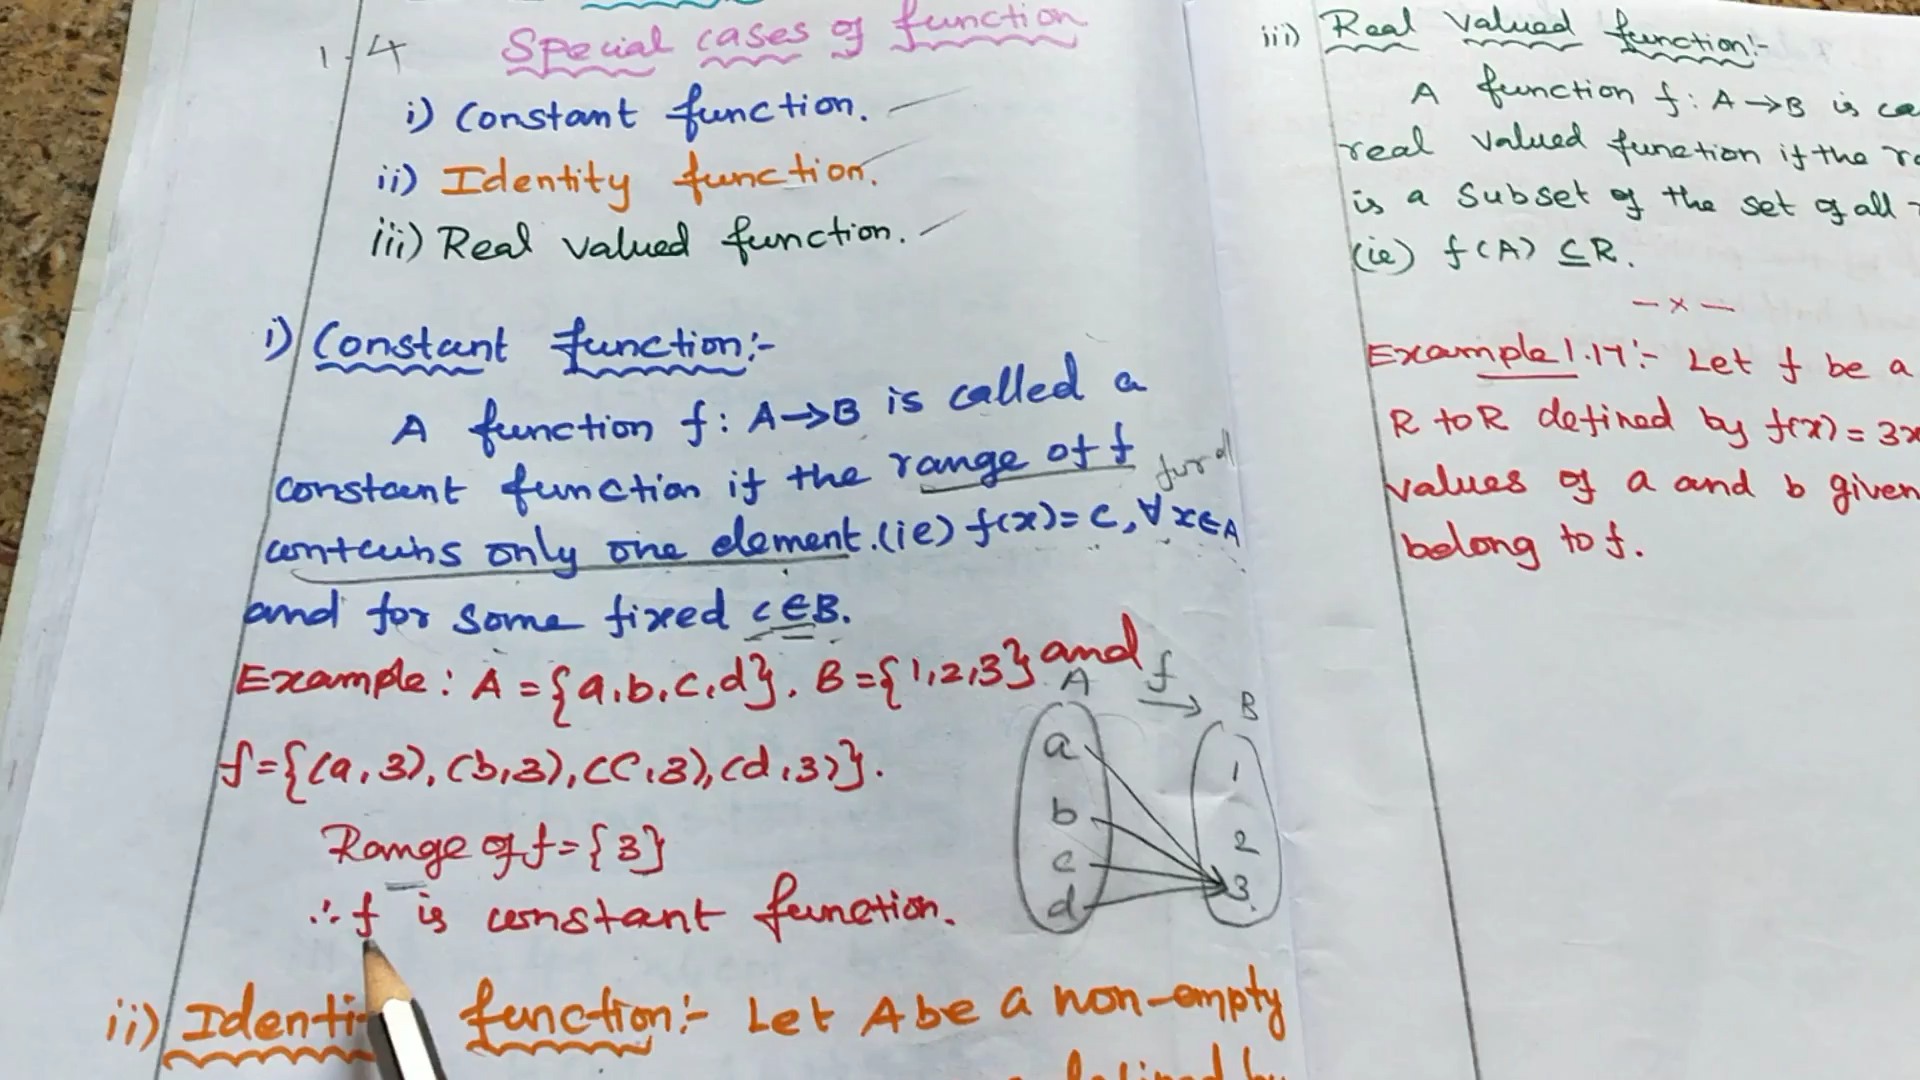 1.4 Special cases of function
i) Constant function.
ii) Identity function.
iii) Real valued function.
i) Constant function:-
A function f: A→B is called a
constant function if the range of f
contains only one element. (ie) f(x)= c, ∀ x∈A
and for some fixed c∈B.
Example: A = {a,b,c,d}. B = {1,2,3} and
f={(a,3),(b,3),(c,3),(d,3)}.
Range of f = {3}
∴ f is constant function.
A f B
a 1
b 2
c 3
d
ii) function:- Let A be a non-empty
iii) Real valued function:-
A function f: A→B is
real valued function if the
is a subset of the set of all
(ie) f(A) ⊆R.
—x—
Example 1.17:- Let f be a
R to R defined by f(x) = 3x
values of a and b given
belong to f.